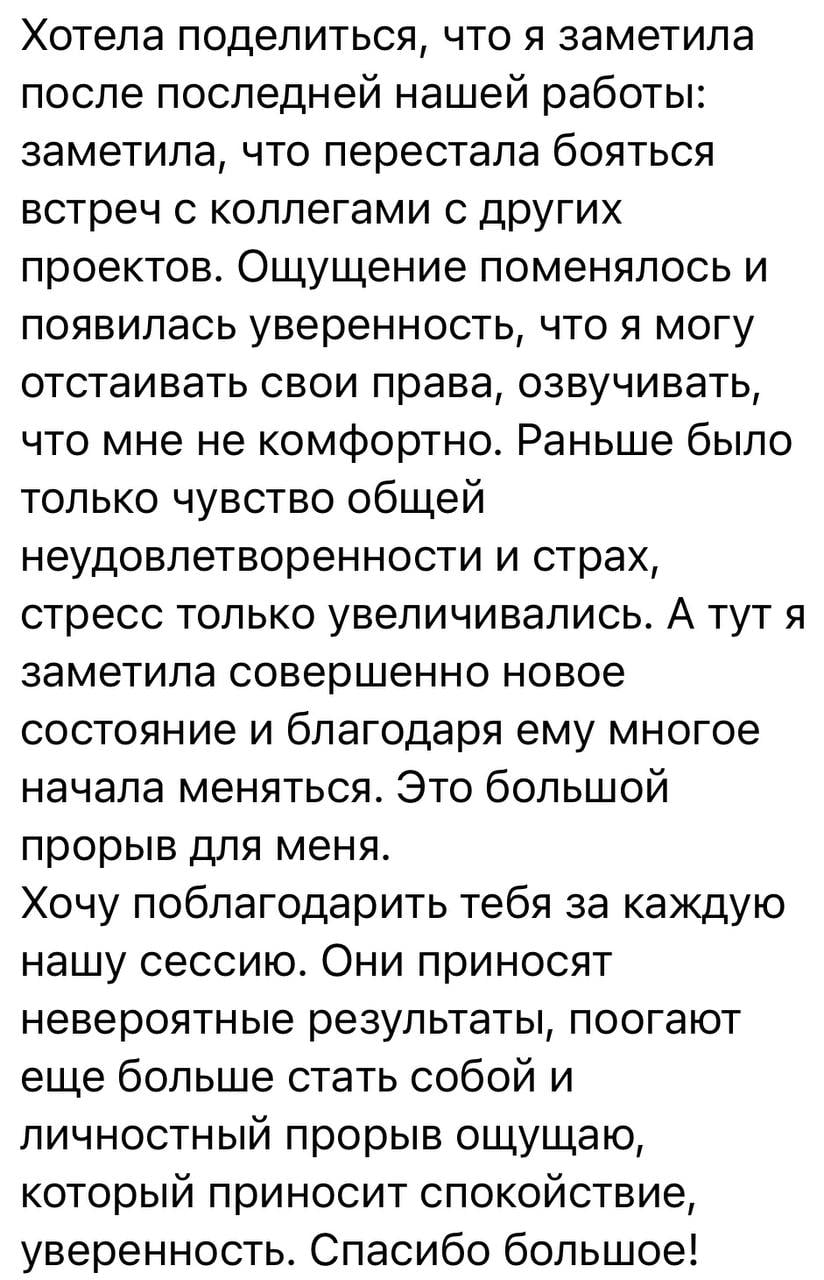 Хотела поделиться, что я заметила
после последней нашей работы:
заметила, что перестала бояться
встреч с коллегами с других
проектов. Ощущение поменялось и
появилась уверенность, что я могу
отстаивать свои права, озвучивать,
что мне не комфортно. Раньше было
только чувство общей
неудовлетворенности и страх,
стресс только увеличивались. А тут я
заметила совершенно новое
состояние и благодаря ему многое
начала меняться. Это большой
прорыв для меня.
Хочу поблагодарить тебя за каждую
нашу сессию. Они приносят
невероятные результаты, поогают
еще больше стать собой и
личностный прорыв ощущаю,
который приносит спокойствие,
уверенность. Спасибо большое!